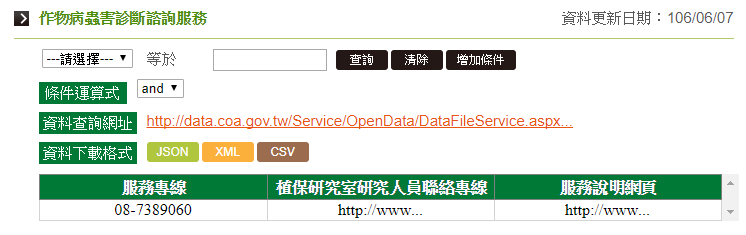 作物病蟲害診斷諮詢服務 資料更新日期：106/06/07
---請選擇--- 等於 查詢 清除 增加條件
條件運算式 and
資料查詢網址 http://data.coa.gov.tw/Service/OpenData/DataFileService.aspx...
資料下載格式 JSON XML CSV
服務專線 植保研究室研究人員聯絡專線 服務說明網頁
08-7389060 http://www... http://www...